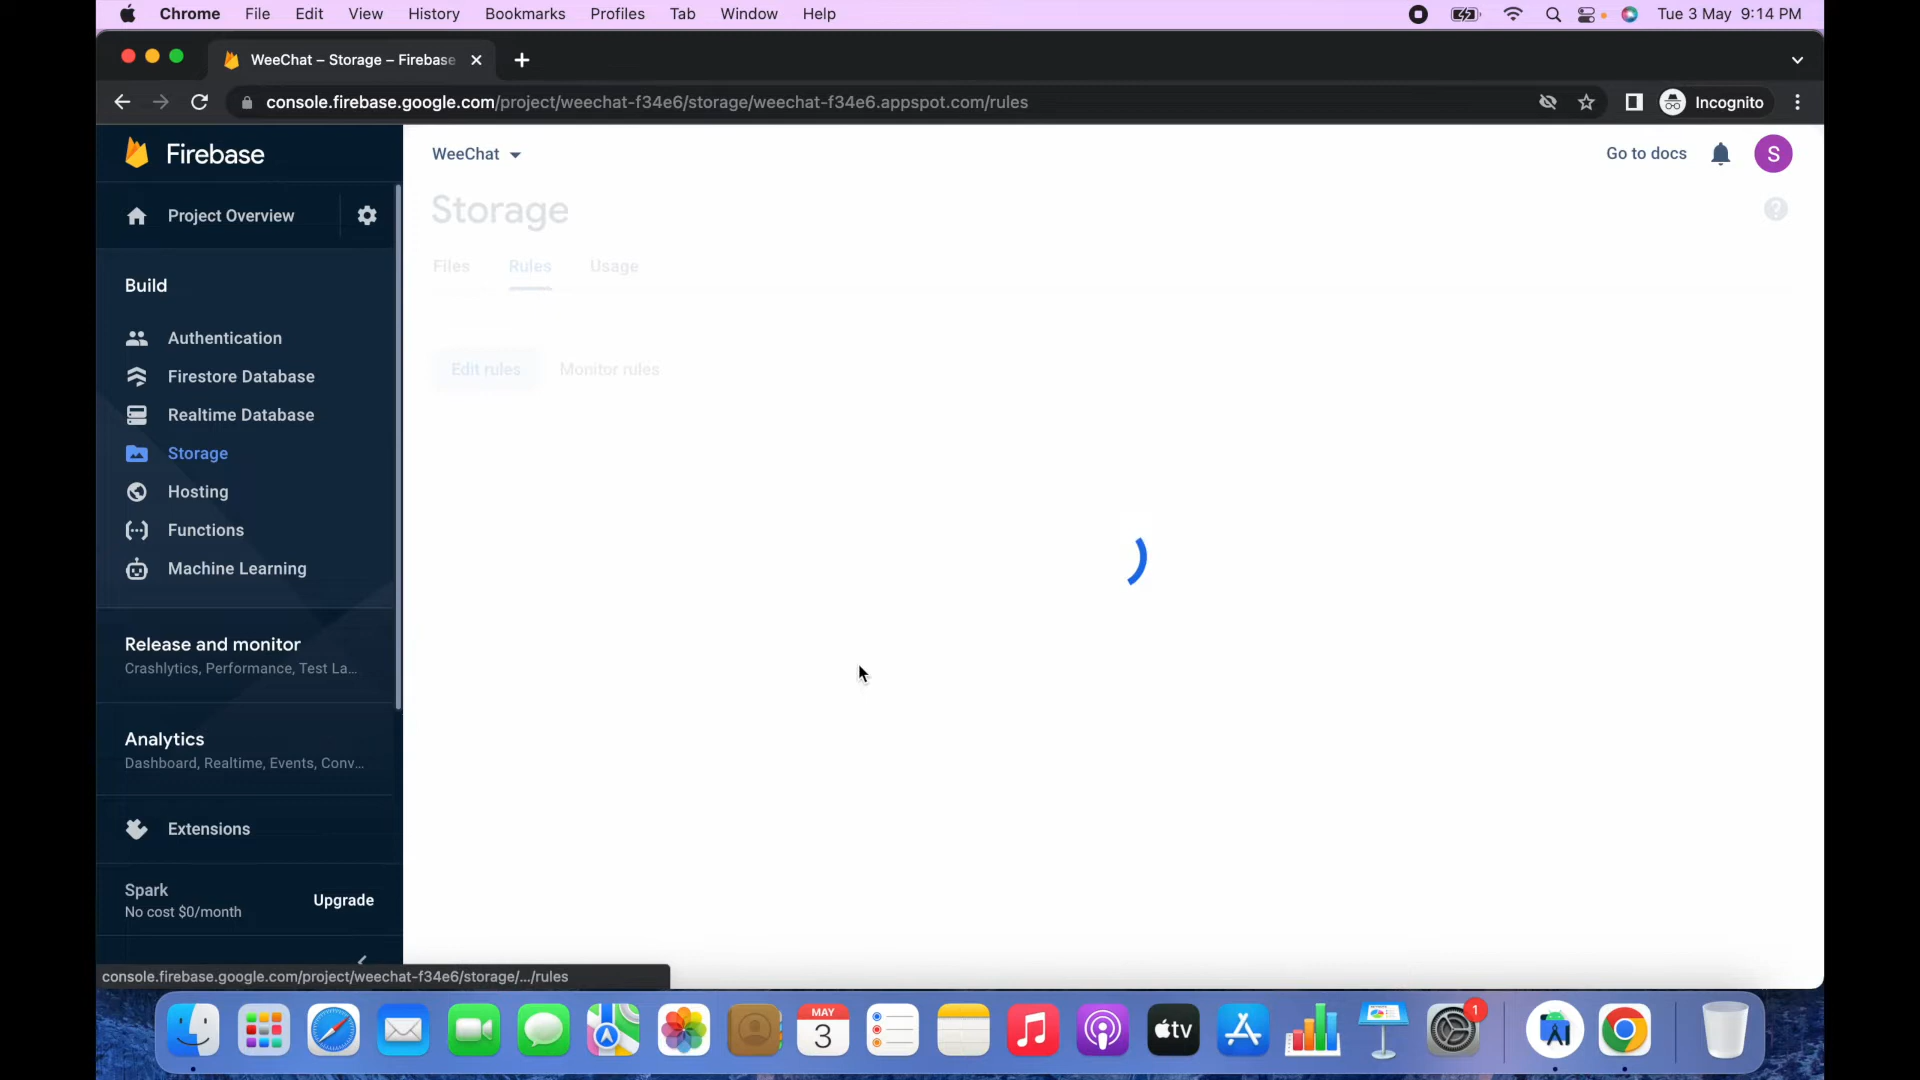 Chrome File Edit View History Bookmarks Profiles Tab Window Help Tue 3 May 9:14 PM
WeeChat – Storage – Firebase
console.firebase.google.com/project/weechat-f34e6/storage/weechat-f34e6.appspot.com/rules Incognito
Firebase
WeeChat
Go to docs
S
Project Overview
Storage
?
Files Rules Usage
Build
Edit rules Monitor rules
Authentication
Firestore Database
Realtime Database
Storage
Hosting
Functions
Machine Learning
Release and monitor
Crashlytics, Performance, Test La...
Analytics
Dashboard, Realtime, Events, Conv...
Extensions
Spark
No cost $0/month
Upgrade
console.firebase.google.com/project/weechat-f34e6/storage/.../rules
MAY
3
tv
1